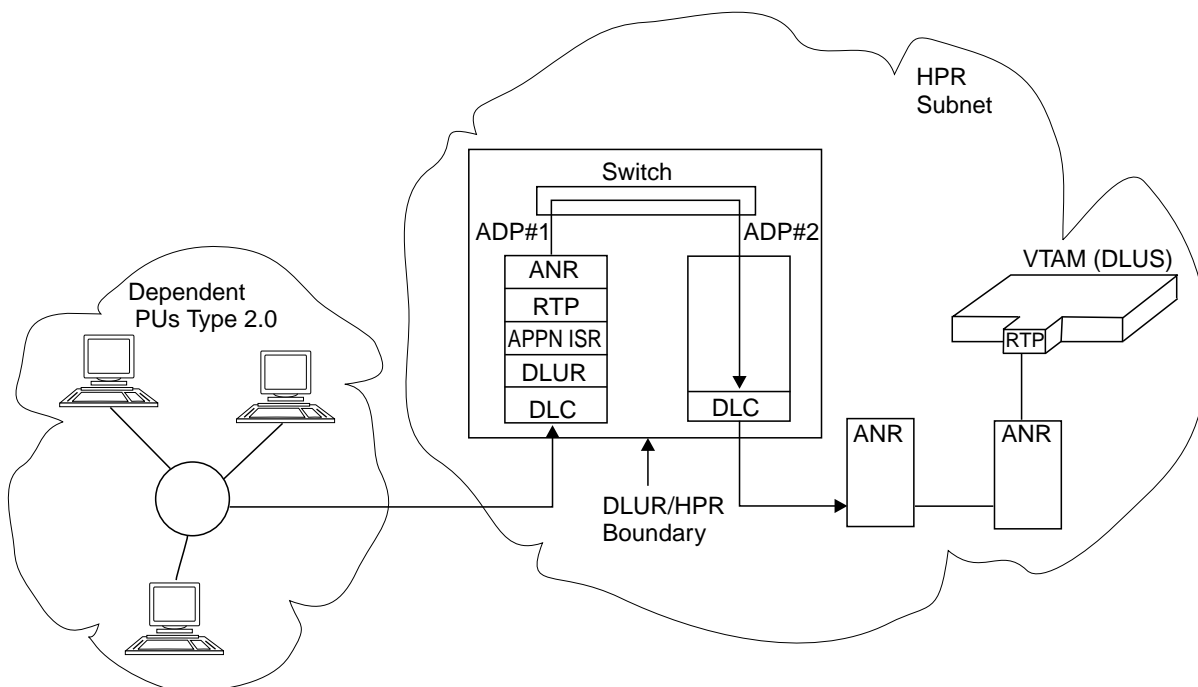 HPR
Subnet
Switch
ADP#1
ADP#2
ANR
RTP
APPN ISR
DLUR
DLC
DLC
Dependent
PUs Type 2.0
VTAM (DLUS)
RTP
ANR
ANR
DLUR/HPR
Boundary